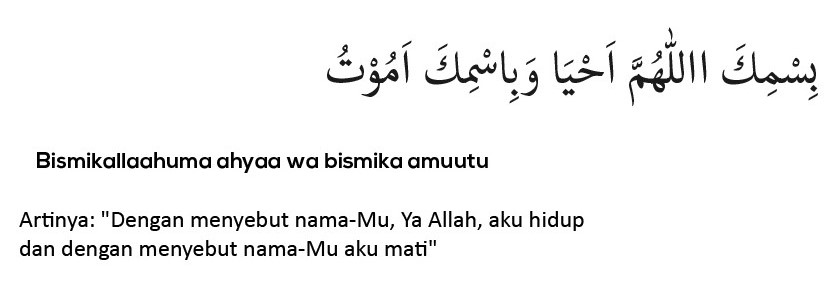 بِسْمِكَ االلّٰهُمَّ اَحْيَا وَبِاسْمِكَ اَمُوْتُ
Bismikallaahuma ahyaa wa bismika amuutu
Artinya: "Dengan menyebut nama-Mu, Ya Allah, aku hidup
dan dengan menyebut nama-Mu aku mati"